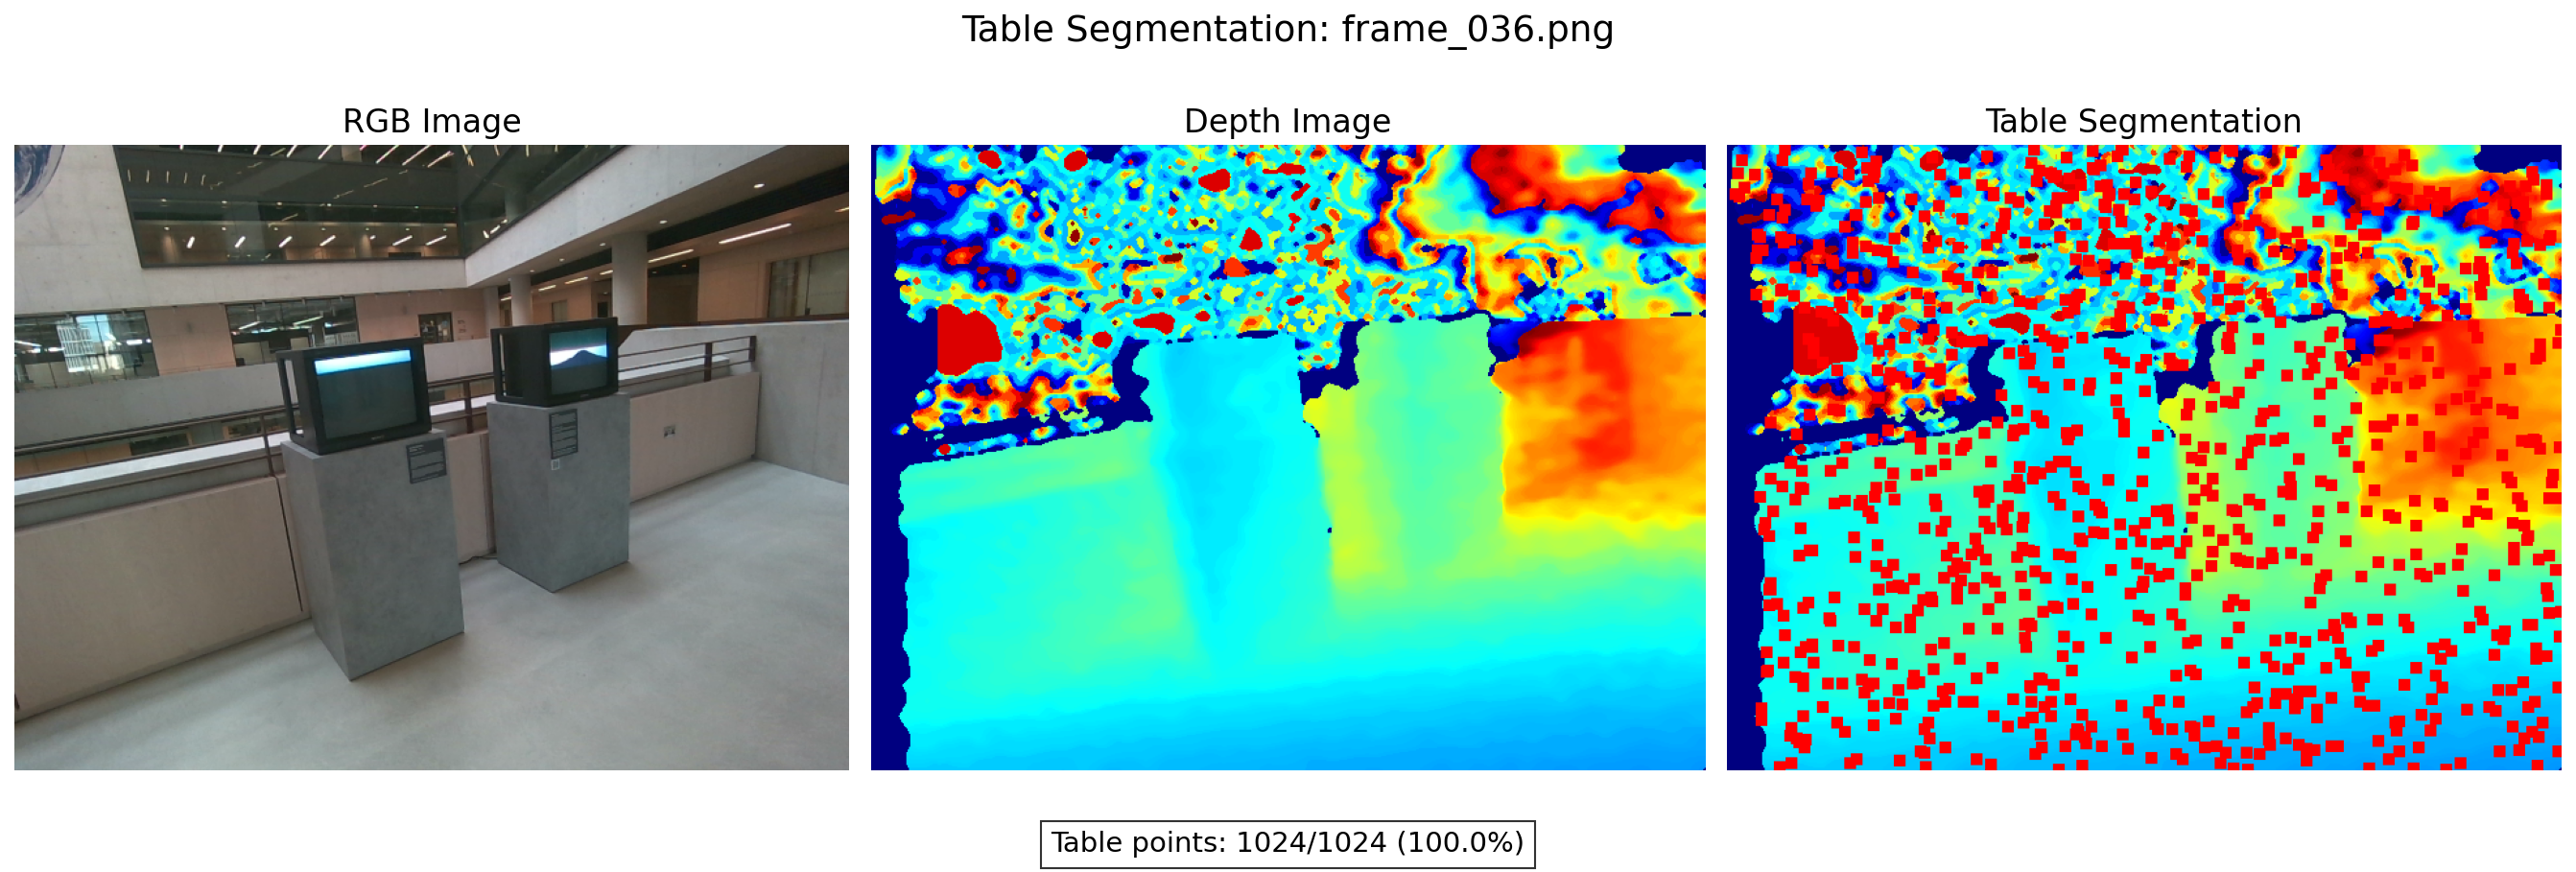 Table Segmentation: frame_036.png
RGB Image
Depth Image
Table Segmentation
Table points: 1024/1024 (100.0%)